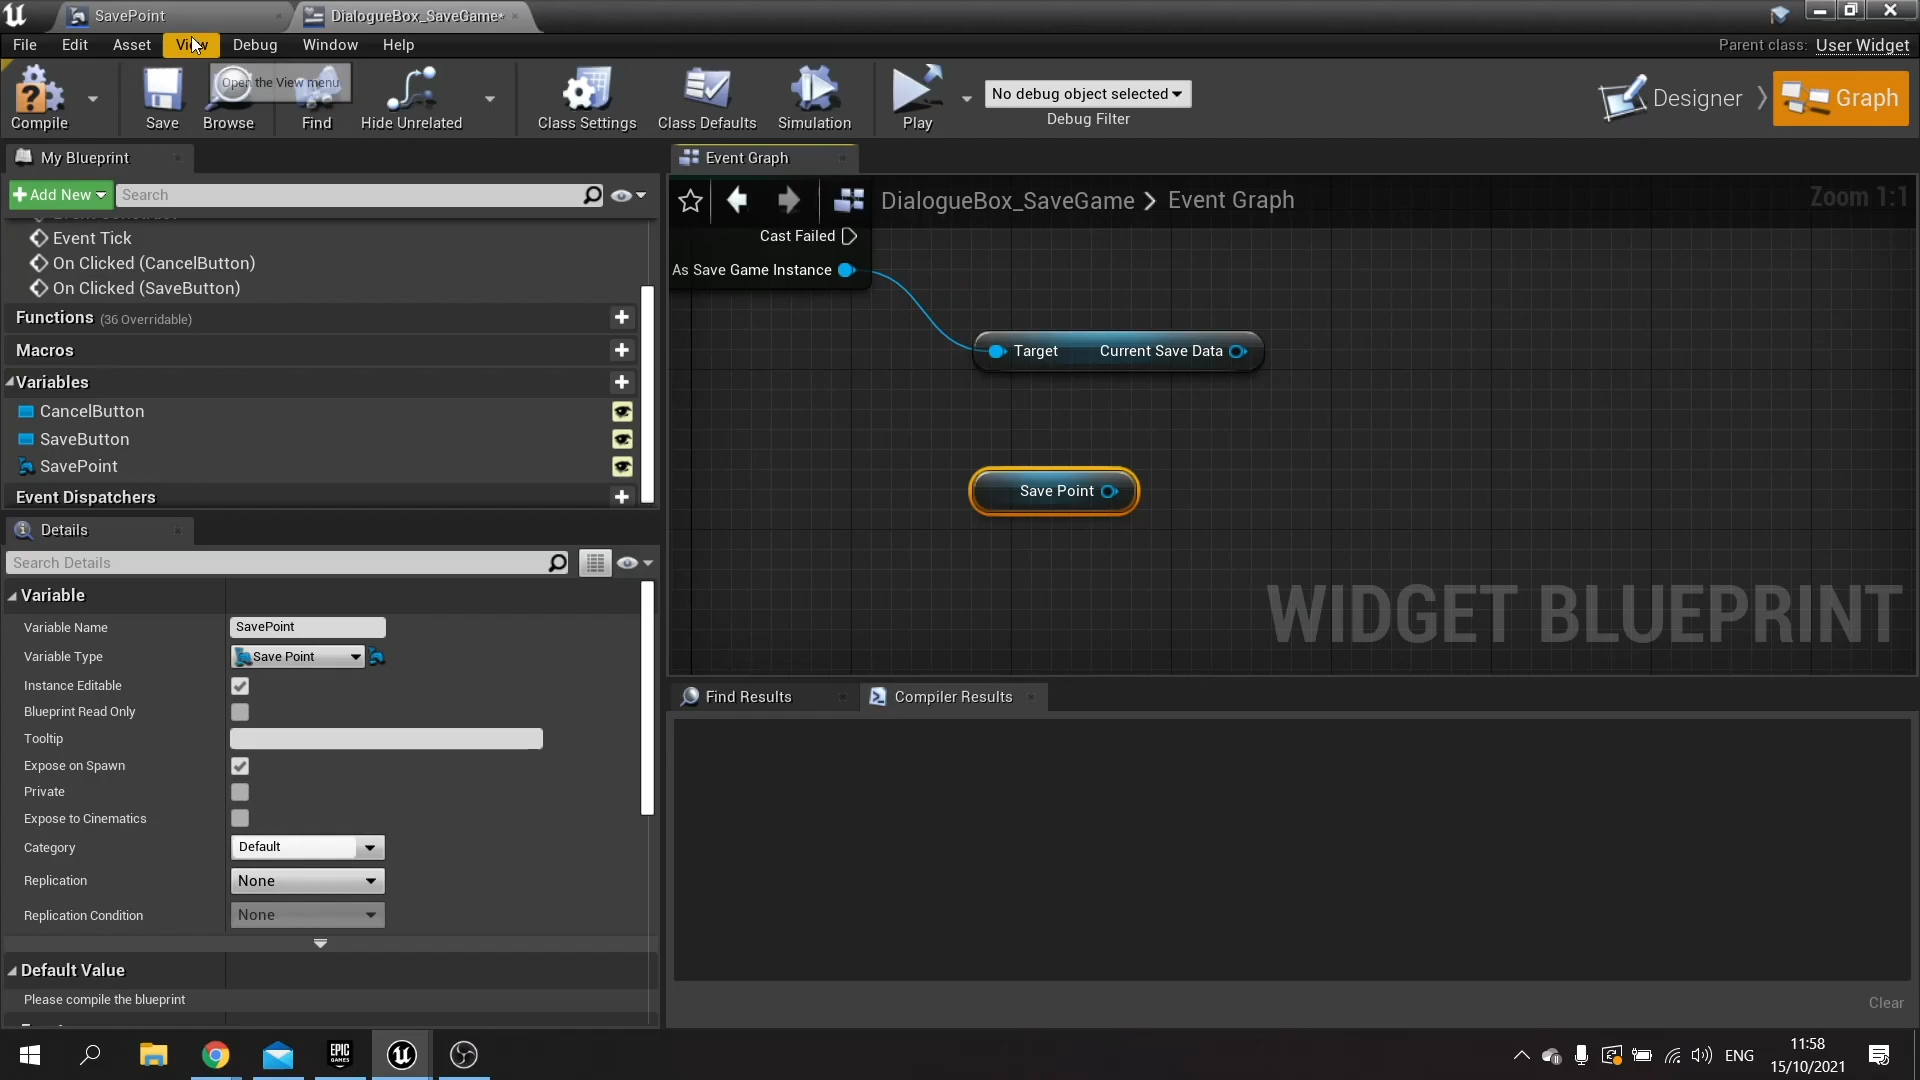 SavePoint
DialogueBox_SaveGame*
File Edit Asset View Debug Window Help
Parent class: User Widget
Open the View menu
Compile Save Browse Find Hide Unrelated Class Settings Class Defaults Simulation Play
No debug object selected
Debug Filter
Designer Graph
My Blueprint
Add New Search
Event Tick
On Clicked (CancelButton)
On Clicked (SaveButton)
Functions (36 Overridable)
Macros
Variables
CancelButton
SaveButton
SavePoint
Event Dispatchers
Details
Search Details
Variable
Variable Name SavePoint
Variable Type Save Point
Instance Editable
Blueprint Read Only
Tooltip
Expose on Spawn
Private
Expose to Cinematics
Category Default
Replication None
Replication Condition None
Default Value
Please compile the blueprint
Event Graph
DialogueBox_SaveGame > Event Graph
Zoom 1:1
Cast Failed
As Save Game Instance
Target Current Save Data
Save Point
WIDGET BLUEPRINT
Find Results Compiler Results
Clear
EPIC
GAMES
ENG
11:58
15/10/2021